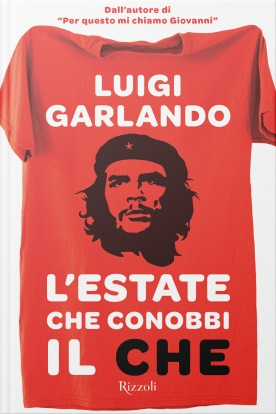 Dall'autore di
"Per questo mi chiamo Giovanni"
LUIGI
GARLANDO
L'ESTATE
CHE CONOBBI
IL CHE
Rizzoli